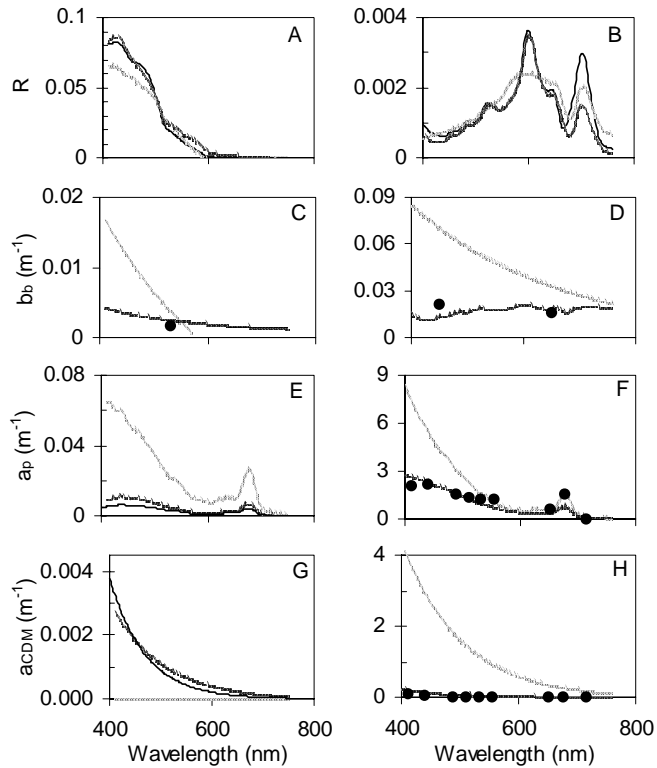 0.1
0.05
0
R
A
0.004
0.002
0
B
0.02
0.01
0
bb (m-1)
C
0.09
0.06
0.03
0
D
0.08
0.04
0
ap (m-1)
E
9
6
3
0
F
0.004
0.002
0.000
aCDM (m-1)
G
4
2
0
H
400 600 800
400 600 800
Wavelength (nm)
Wavelength (nm)